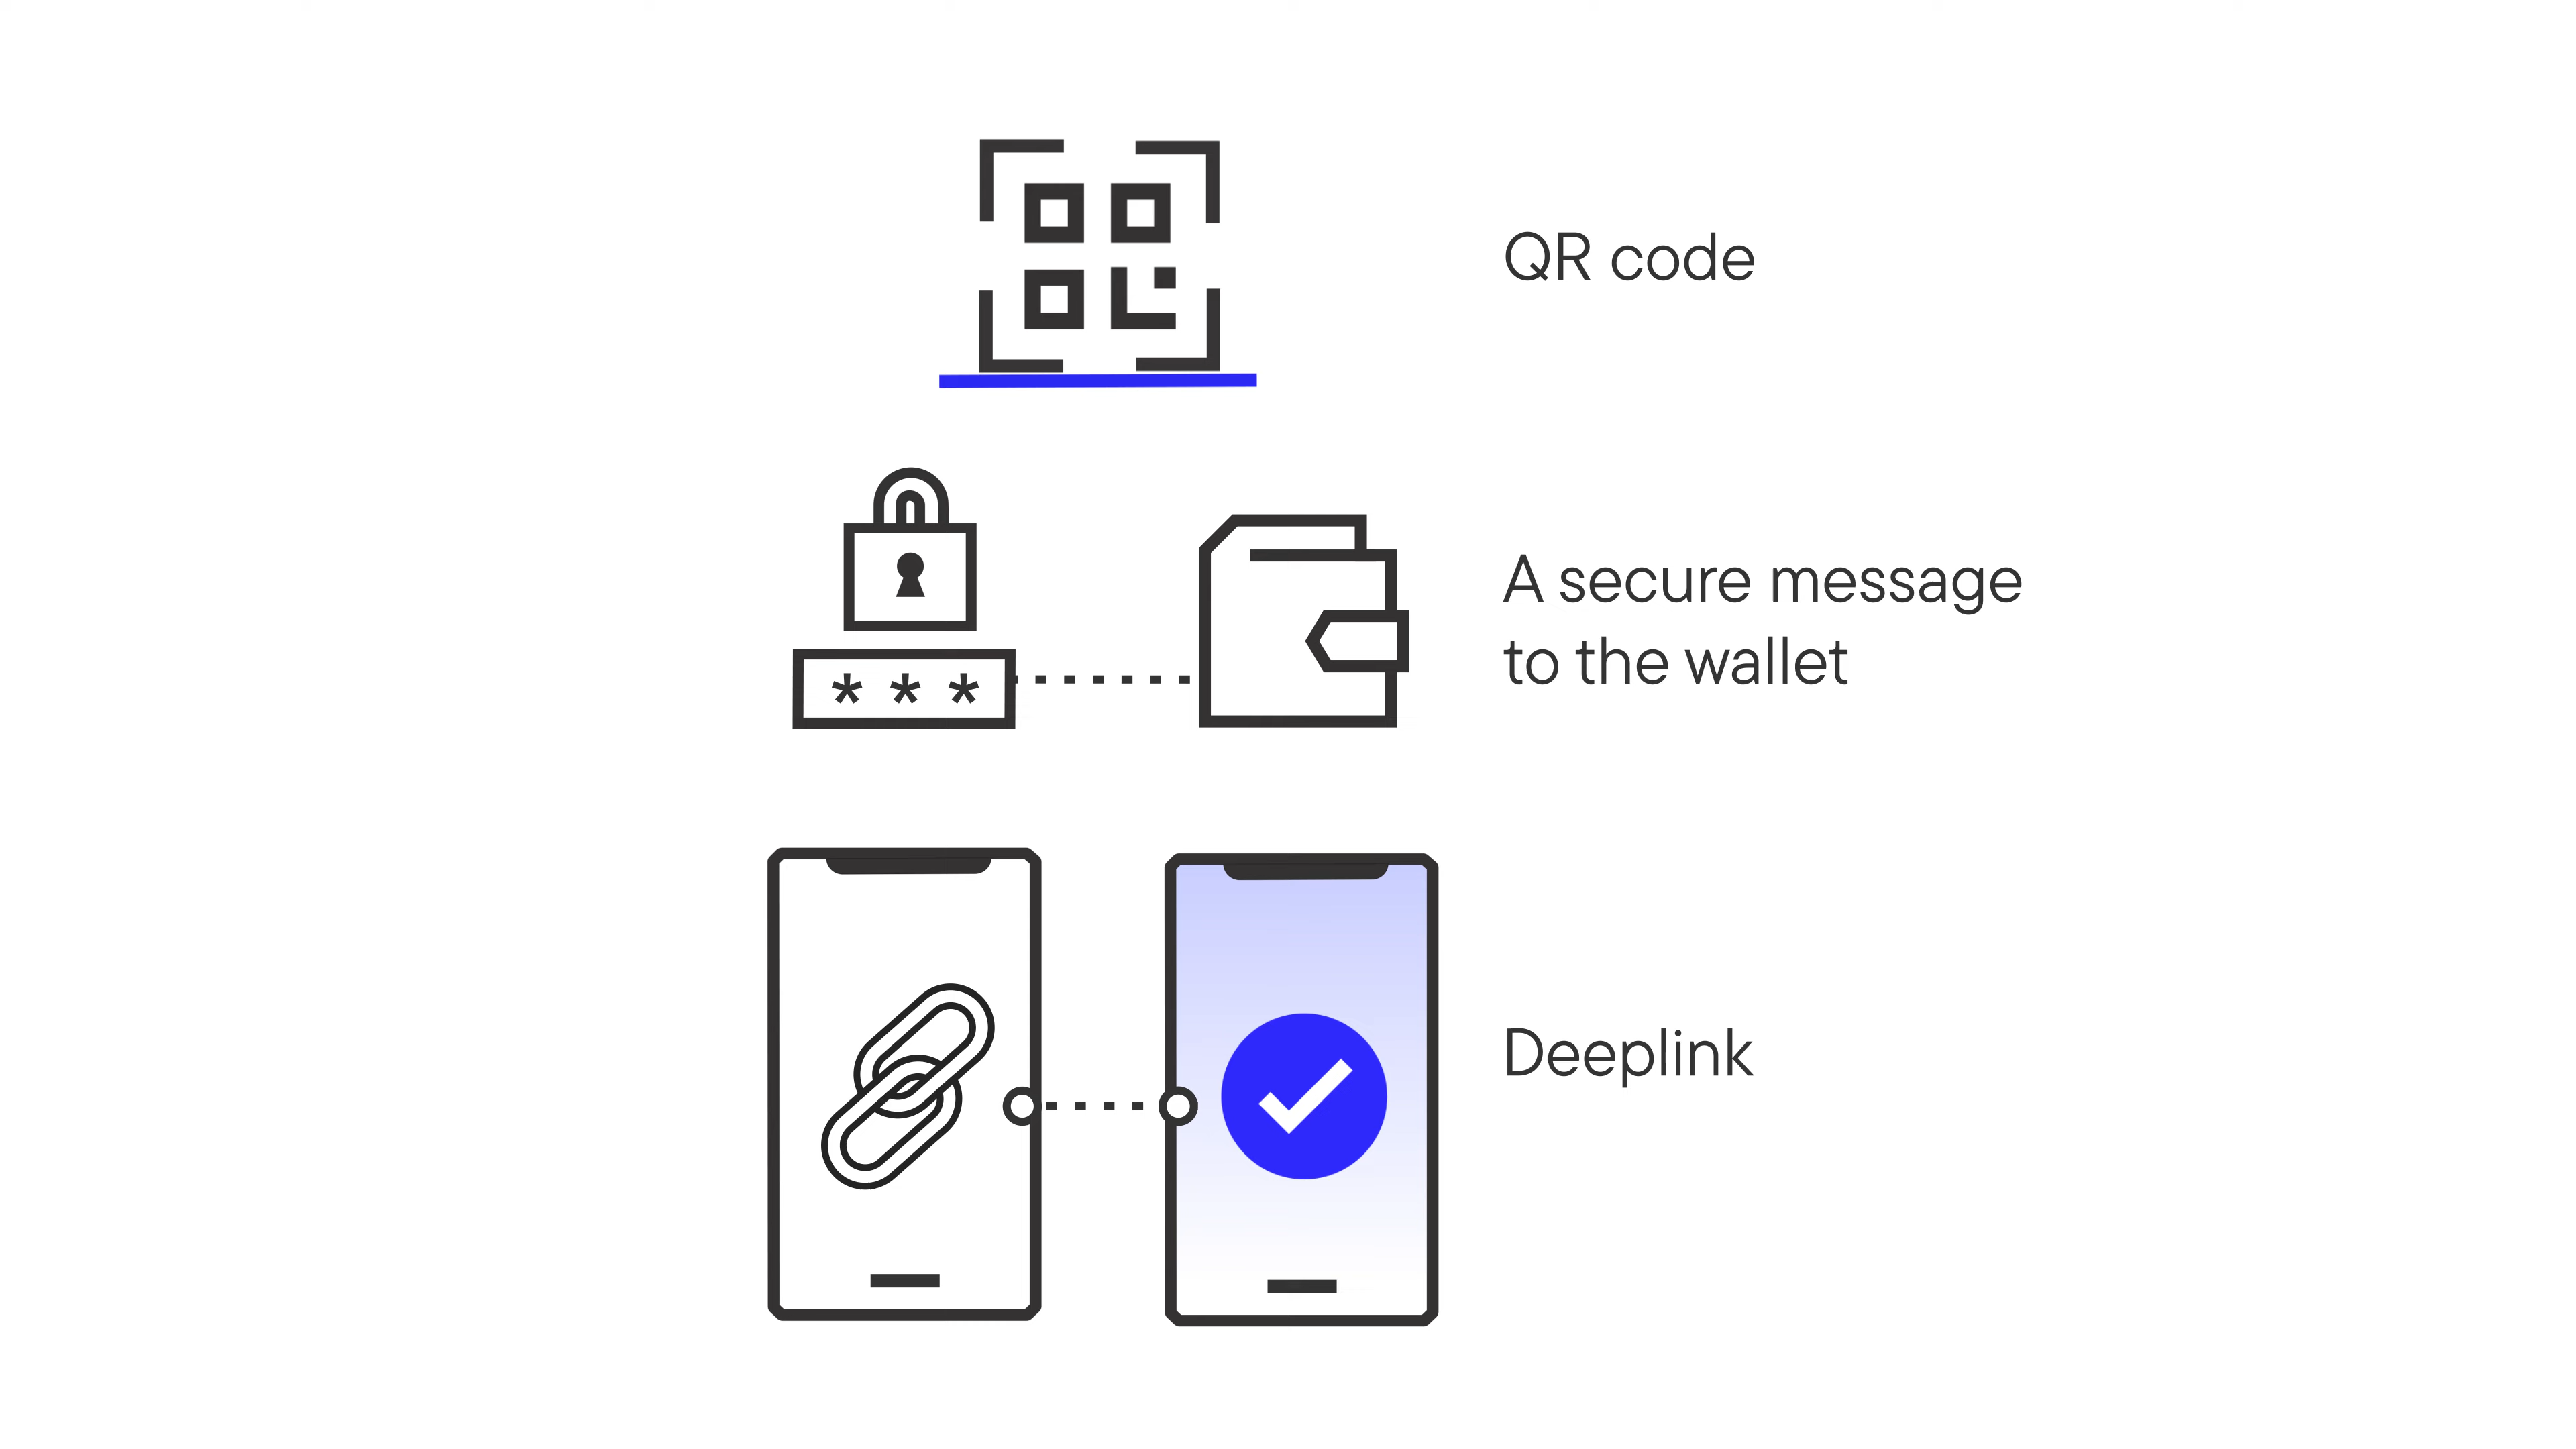 QR code
* * *
A secure message
to the wallet
Deeplink